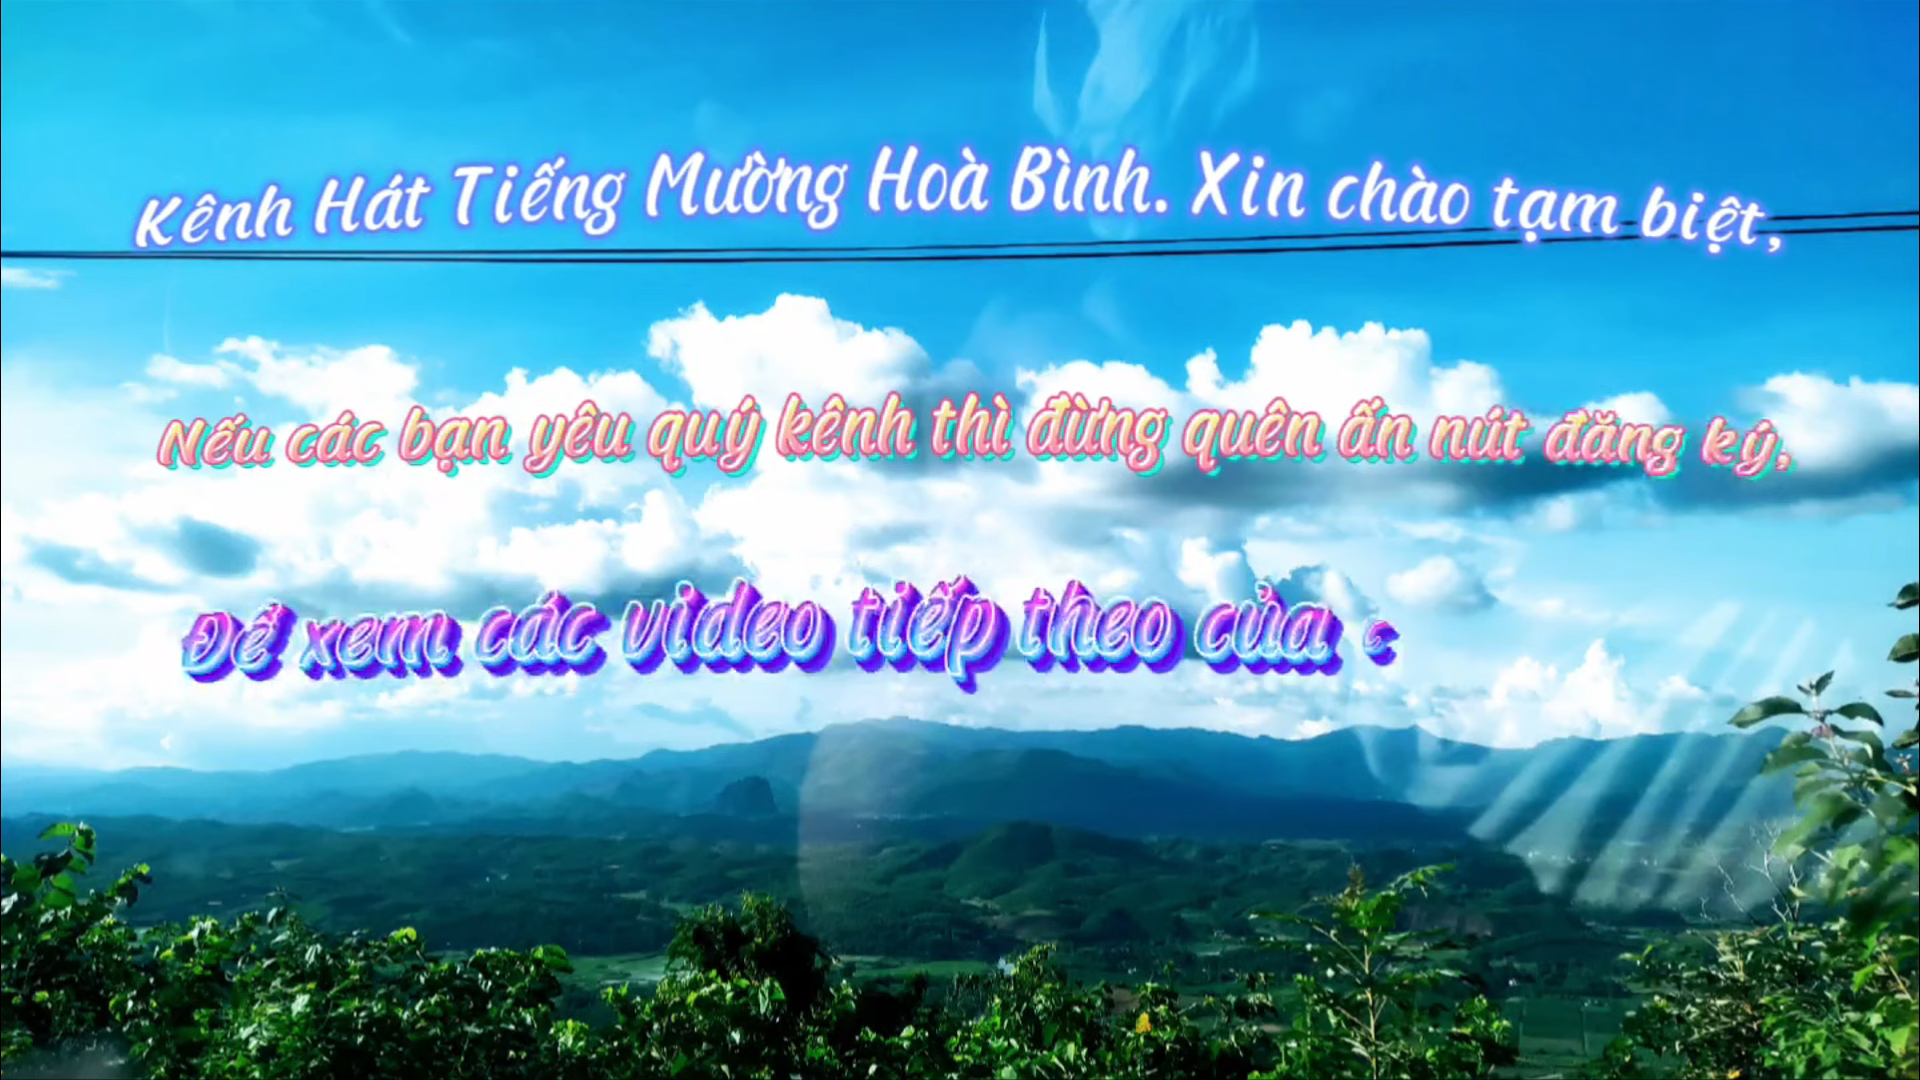 Kênh Hát Tiếng Mường Hoà Bình. Xin chào tạm biệt,
Nếu các bạn yêu quý kênh thì đừng quên ấn nút đăng ký,
Để xem các video tiếp theo của c